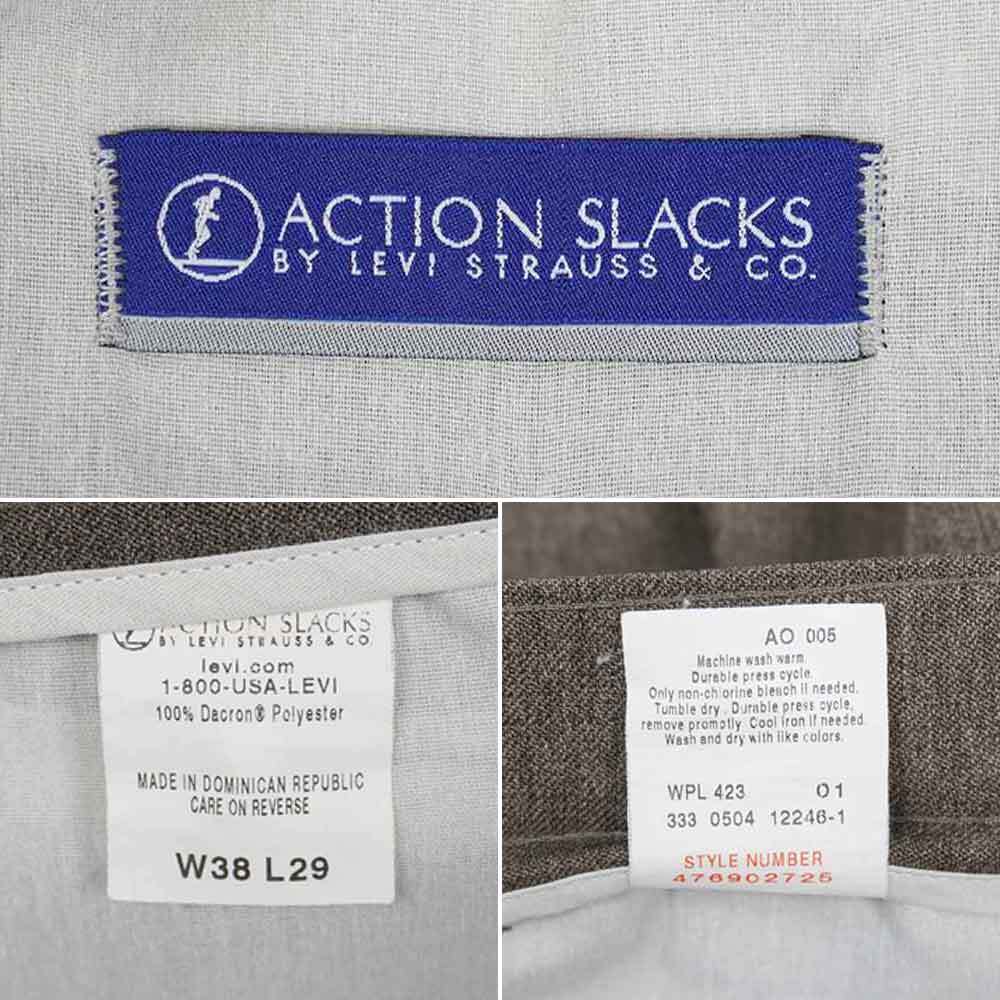 ACTION SLACKS
BY LEVI STRAUSS & CO.
ACTION SLACKS
BY LEVI STRAUSS & CO.
levi.com
1-800-USA-LEVI
100% Dacron® Polyester
MADE IN DOMINICAN REPUBLIC
CARE ON REVERSE
W38 L29
AO 005
Machine wash warm.
Durable press cycle.
Only non-chlorine bleach if needed.
Tumble dry. Durable press cycle,
remove promptly. Cool iron if needed.
Wash and dry with like colors.
WPL 423 01
333 0504 12246-1
STYLE NUMBER
476902725